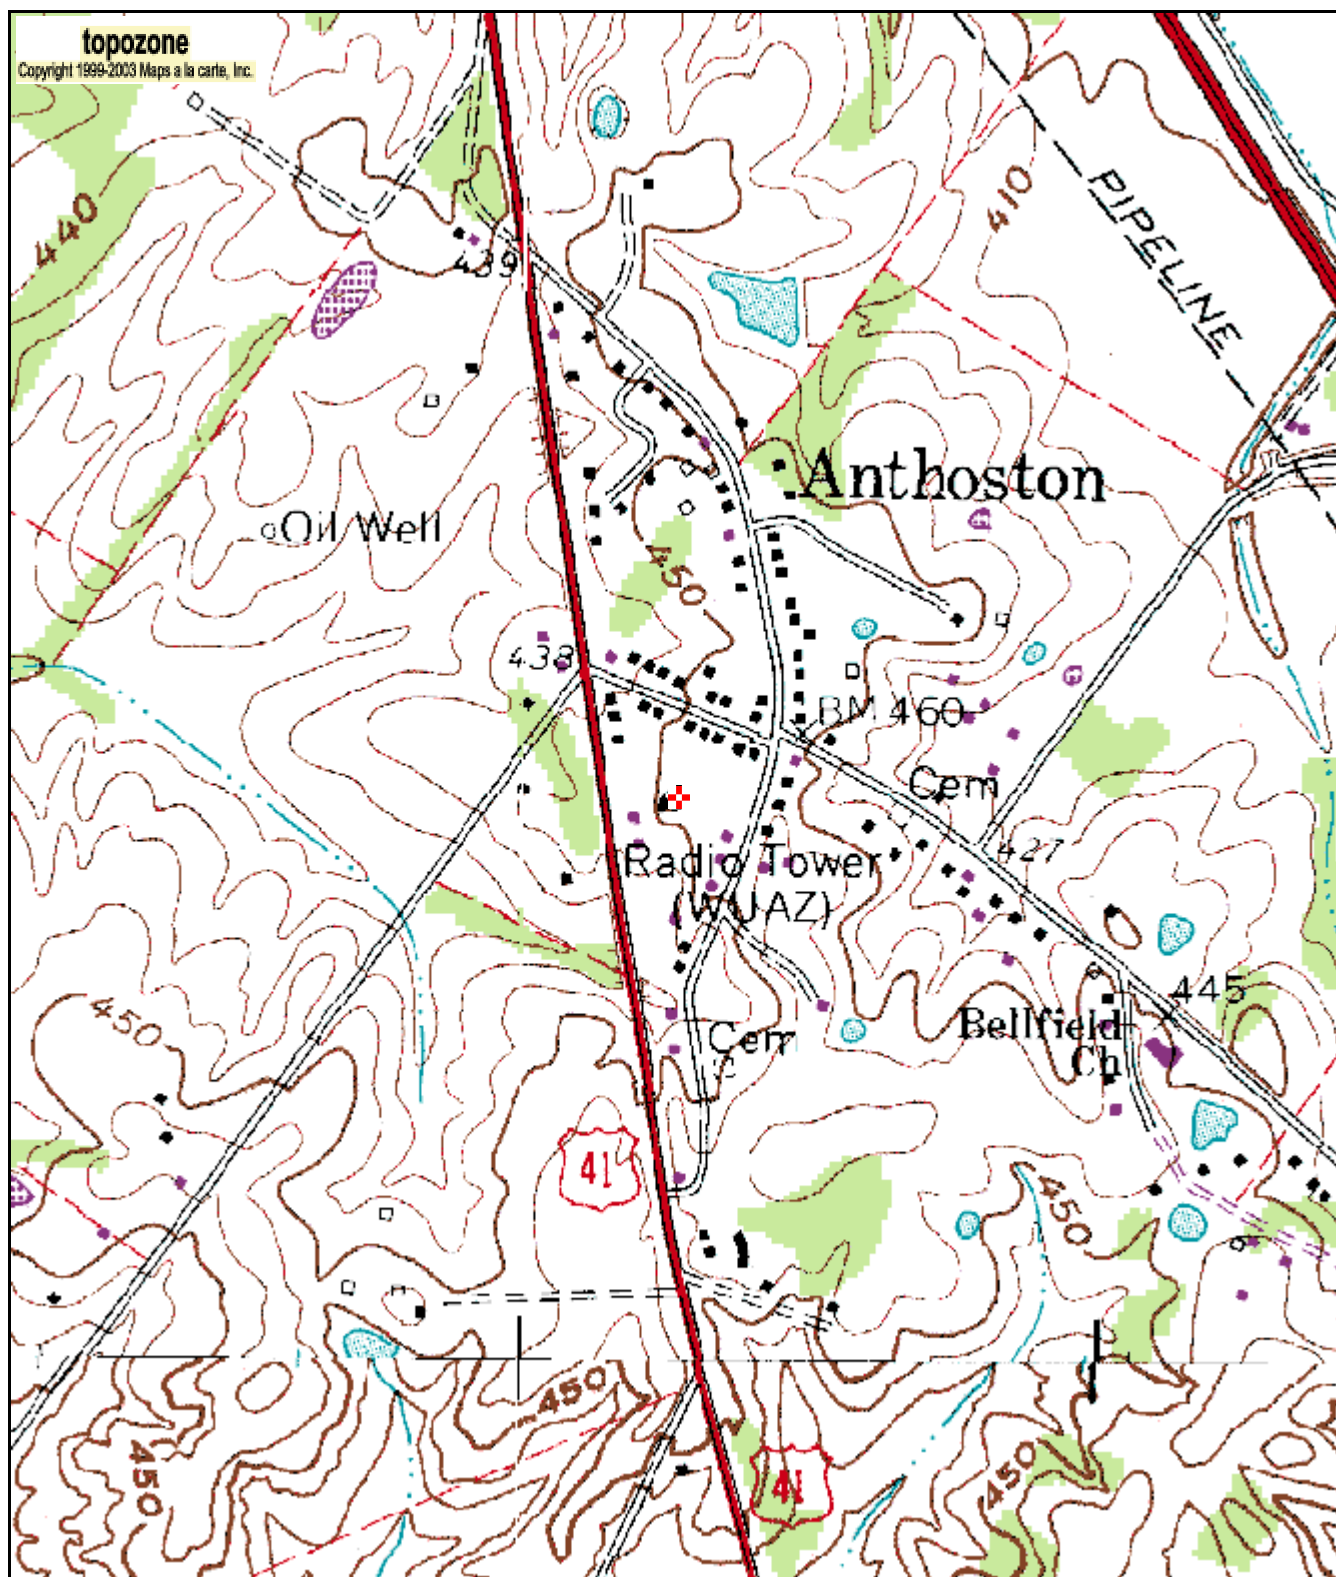 topozone
Copyright 1999-2003 Maps a la carte, Inc.
440
410
PIPELINE
439
Anthoston
Oil Well
450
438
BM 460
Cem
427
Radio Tower
(WUAZ)
450
445
Bellfield
Ch
Cem
41
450
450
450
450
41